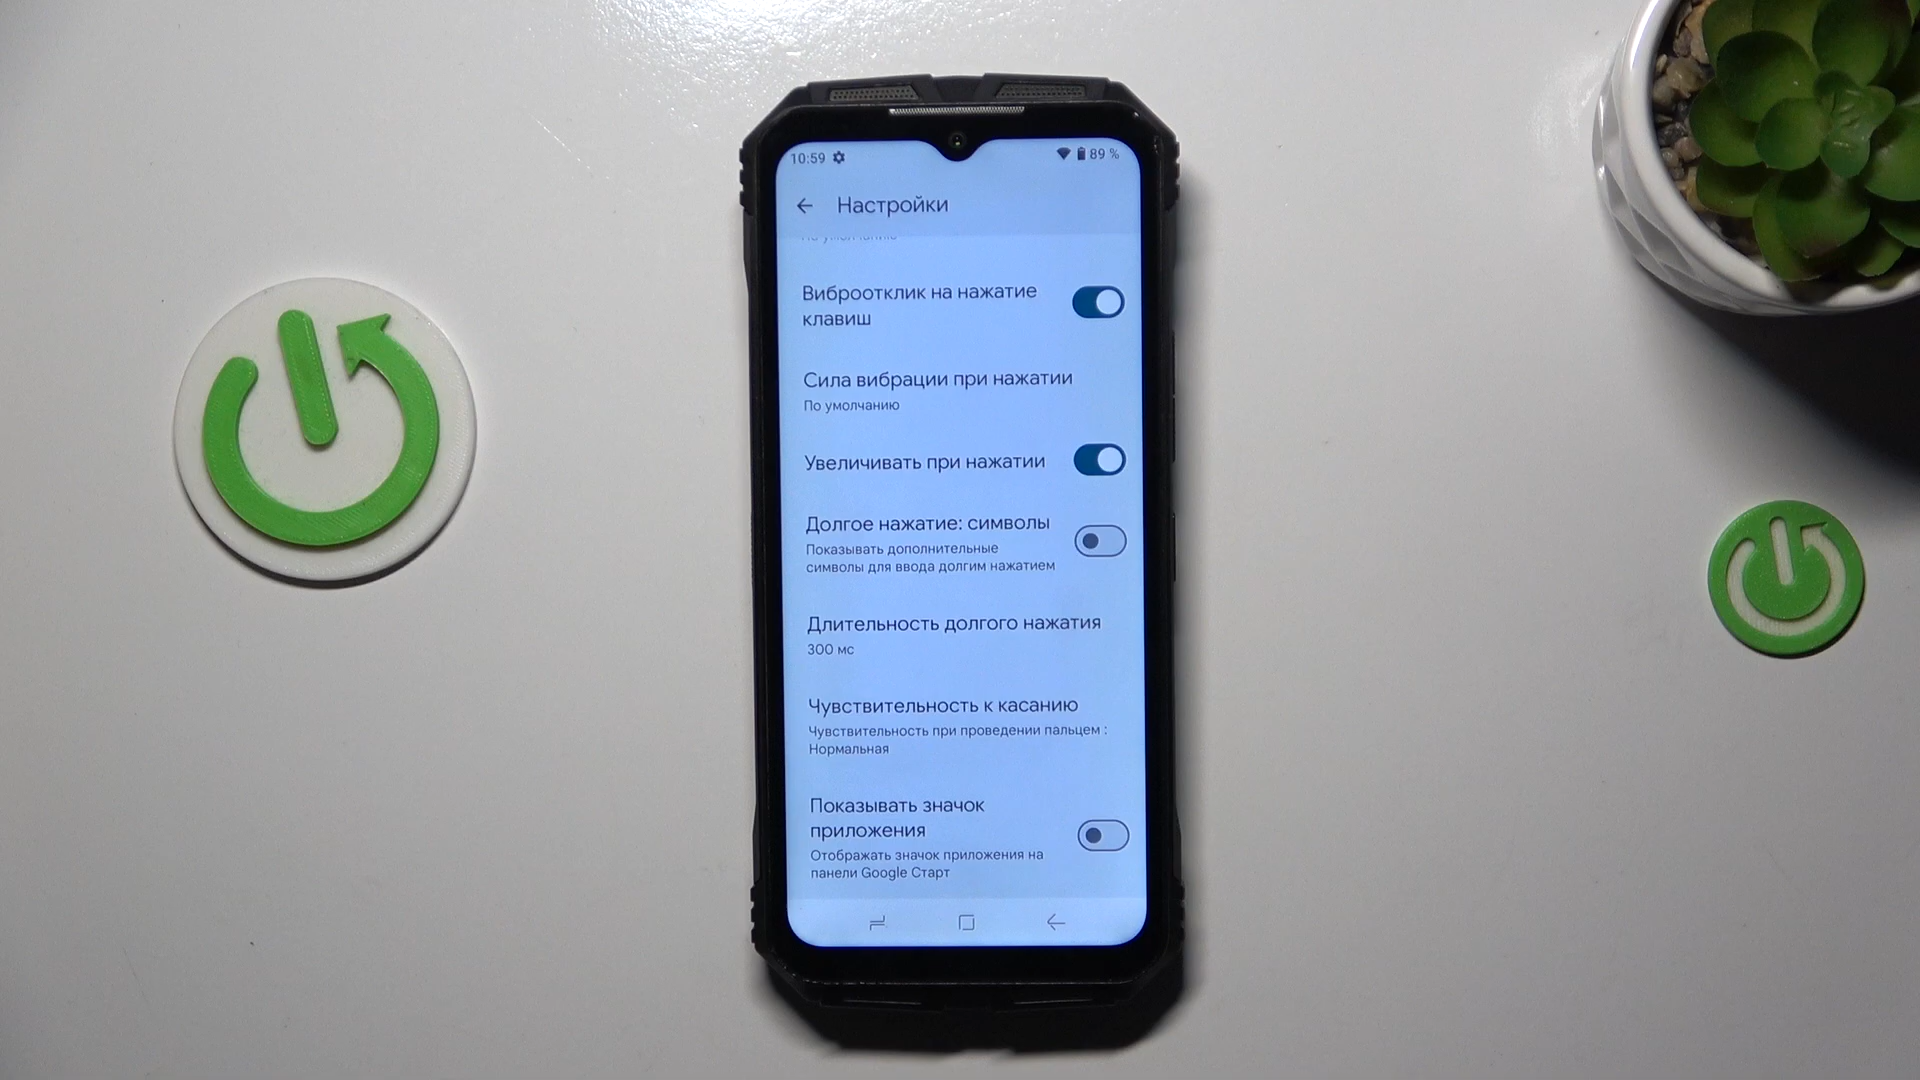 10:59 89 %
Настройки
Виброотклик на нажатие
клавиш
Сила вибрации при нажатии
По умолчанию
Увеличивать при нажатии
Долгое нажатие: символы
Показывать дополнительные
символы для ввода долгим нажатием
Длительность долгого нажатия
300 мс
Чувствительность к касанию
Чувствительность при проведении пальцем :
Нормальная
Показывать значок
приложения
Отображать значок приложения на
панели Google Старт